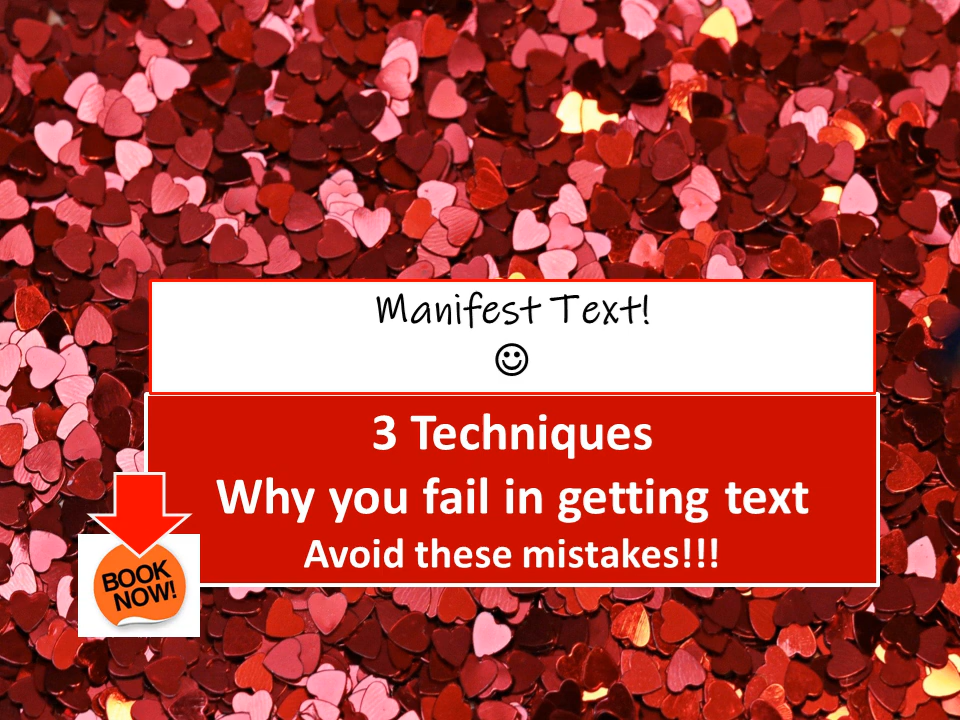 Manifest Text!
☺
3 Techniques
Why you fail in getting text
Avoid these mistakes!!!
BOOK
NOW!